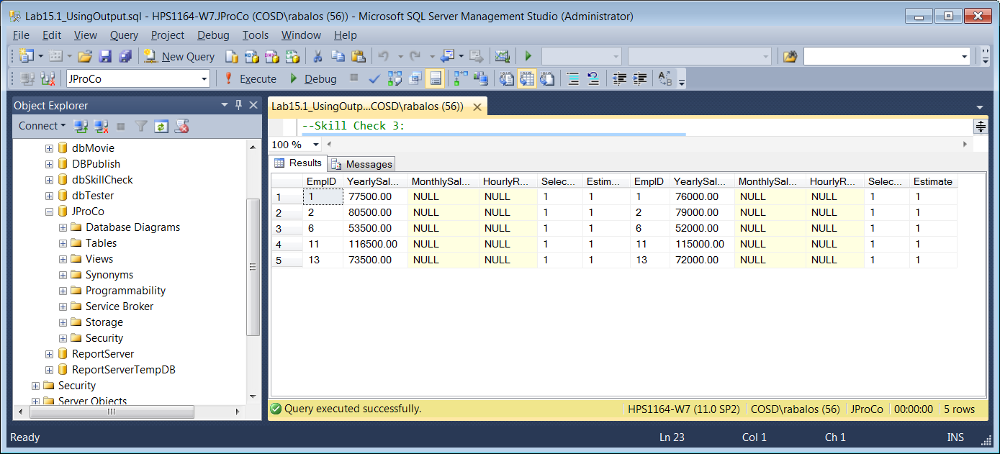 Lab15.1_UsingOutput.sql - HPS1164-W7.JProCo (COSD\rabalos (56)) - Microsoft SQL Server Management Studio (Administrator)
File Edit View Query Project Debug Tools Window Help
New Query
JProCo Execute Debug
Object Explorer
Connect
dbMovie
DBPublish
dbSkillCheck
dbTester
JProCo
Database Diagrams
Tables
Views
Synonyms
Programmability
Service Broker
Storage
Security
ReportServer
ReportServerTempDB
Security
Server Objects
Lab15.1_UsingOutp...COSD\rabalos (56))
--Skill Check 3:
100 %
Results Messages
EmpID YearlySal... MonthlySal... HourlyR... Selec... Estim... EmpID YearlySal... MonthlySal... HourlyR... Selec... Estimate
1 1 77500.00 NULL NULL 1 1 1 76000.00 NULL NULL 1 1
2 2 80500.00 NULL NULL 1 1 2 79000.00 NULL NULL 1 1
3 6 53500.00 NULL NULL 1 1 6 52000.00 NULL NULL 1 1
4 11 116500.00 NULL NULL 1 1 11 115000.00 NULL NULL 1 1
5 13 73500.00 NULL NULL 1 1 13 72000.00 NULL NULL 1 1
Query executed successfully. HPS1164-W7 (11.0 SP2) COSD\rabalos (56) JProCo 00:00:00 5 rows
Ready Ln 23 Col 1 Ch 1 INS